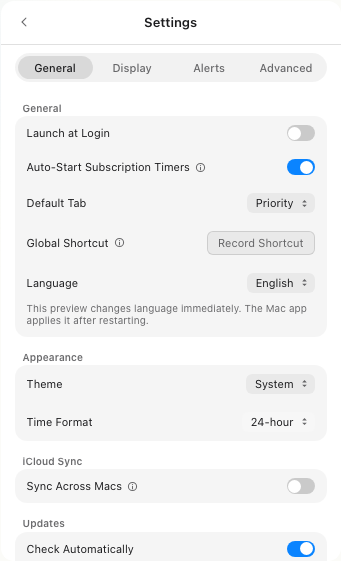 Settings
General
Display
Alerts
Advanced
General
Launch at Login
Auto-Start Subscription Timers
Default Tab
Priority
Global Shortcut
Record Shortcut
Language
English
This preview changes language immediately. The Mac app
applies it after restarting.
Appearance
Theme
System
Time Format
24-hour
iCloud Sync
Sync Across Macs
Updates
Check Automatically